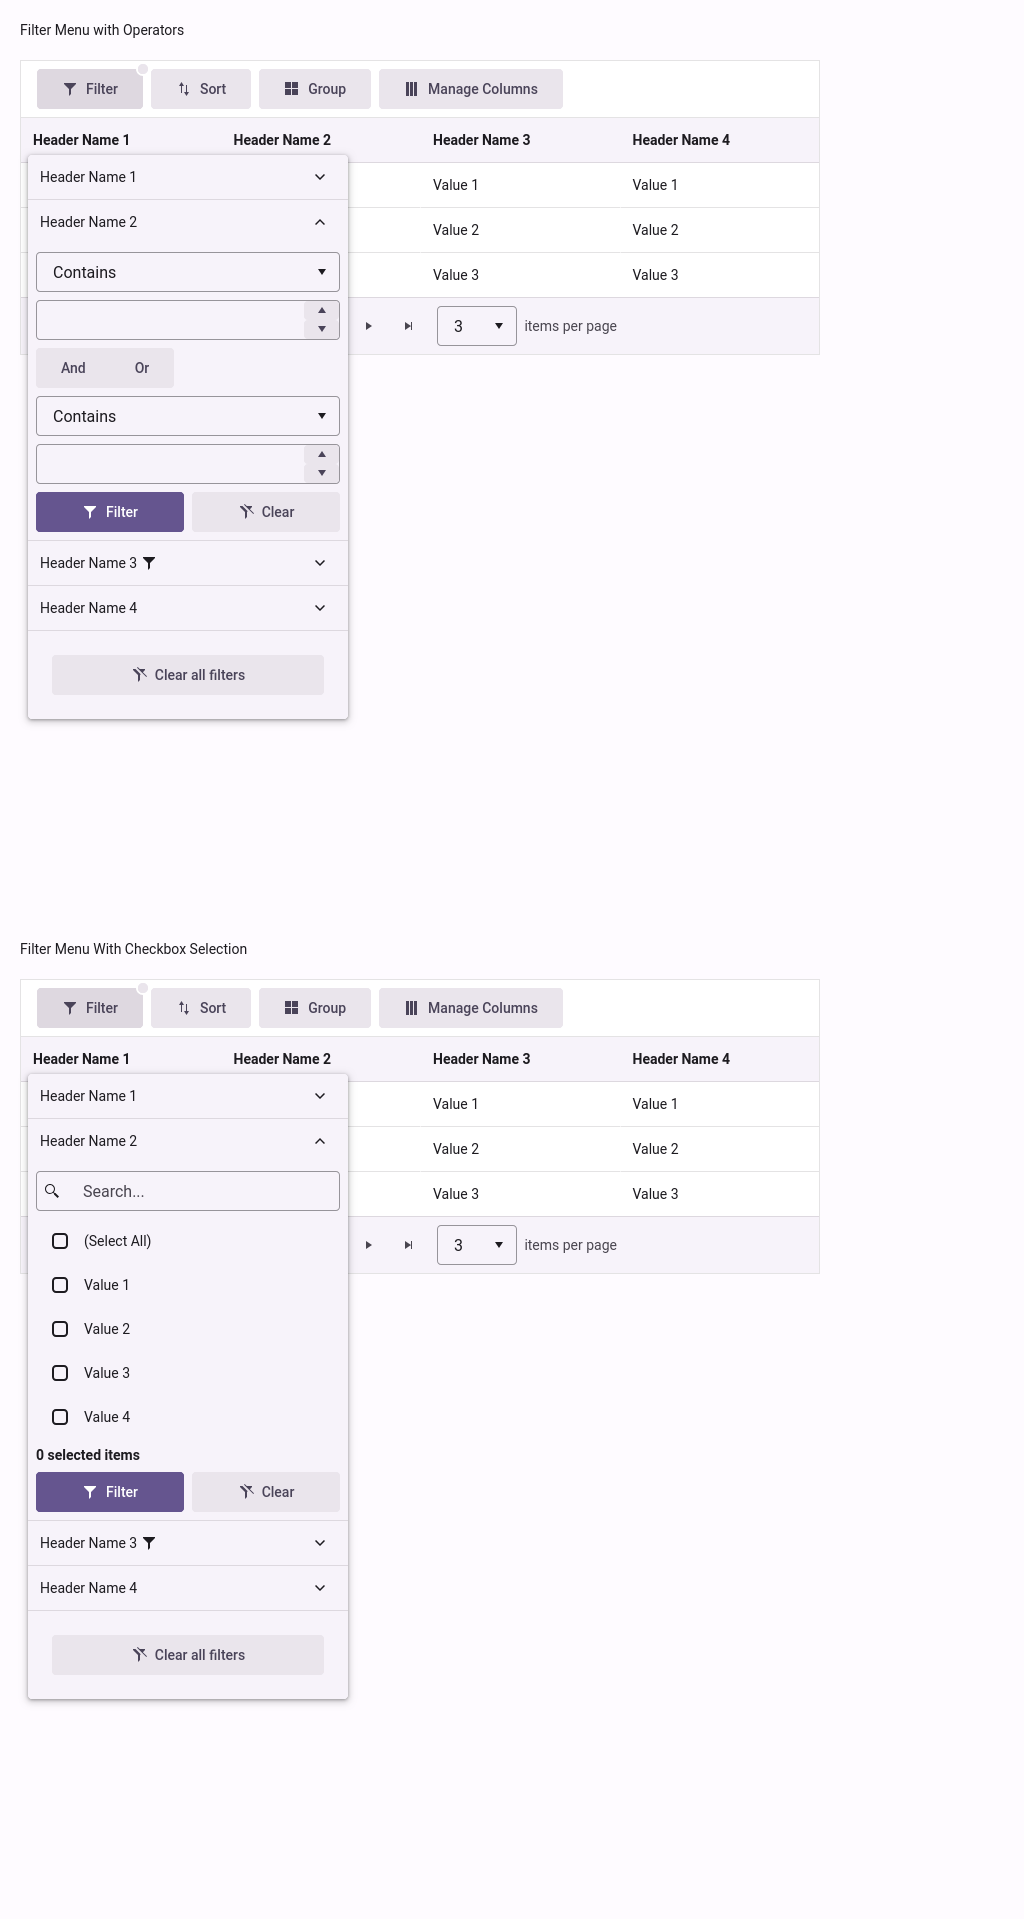 Filter Menu with Operators
Filter Sort Group Manage Columns
Header Name 1 Header Name 2 Header Name 3 Header Name 4
Header Name 1
Value 1 Value 1
Header Name 2
Value 2 Value 2
Contains
Value 3 Value 3
3 items per page
And Or
Contains
Filter Clear
Header Name 3
Header Name 4
Clear all filters
Filter Menu With Checkbox Selection
Filter Sort Group Manage Columns
Header Name 1 Header Name 2 Header Name 3 Header Name 4
Header Name 1
Value 1 Value 1
Header Name 2
Value 2 Value 2
Search...
Value 3 Value 3
(Select All)
3 items per page
Value 1
Value 2
Value 3
Value 4
0 selected items
Filter Clear
Header Name 3
Header Name 4
Clear all filters